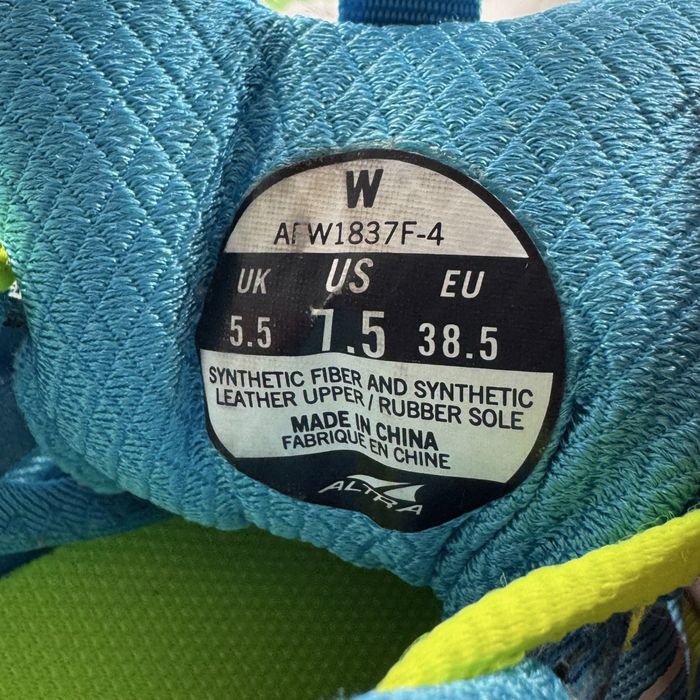 W
AFW1837F-4
UK US EU
5.5 7.5 38.5
SYNTHETIC FIBER AND SYNTHETIC
LEATHER UPPER / RUBBER SOLE
MADE IN CHINA
FABRIQUÉ EN CHINE
ALTRA